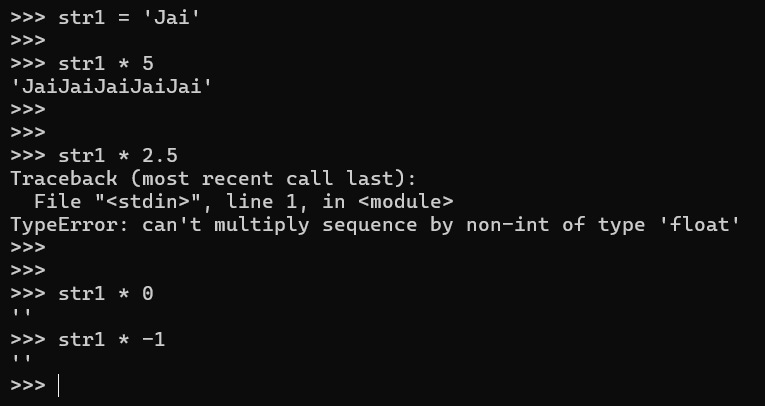 >>> str1 = 'Jai'
>>>
>>> str1 * 5
'JaiJaiJaiJaiJai'
>>>
>>>
>>> str1 * 2.5
Traceback (most recent call last):
  File "<stdin>", line 1, in <module>
TypeError: can't multiply sequence by non-int of type 'float'
>>>
>>>
>>> str1 * 0
''
>>> str1 * -1
''
>>>